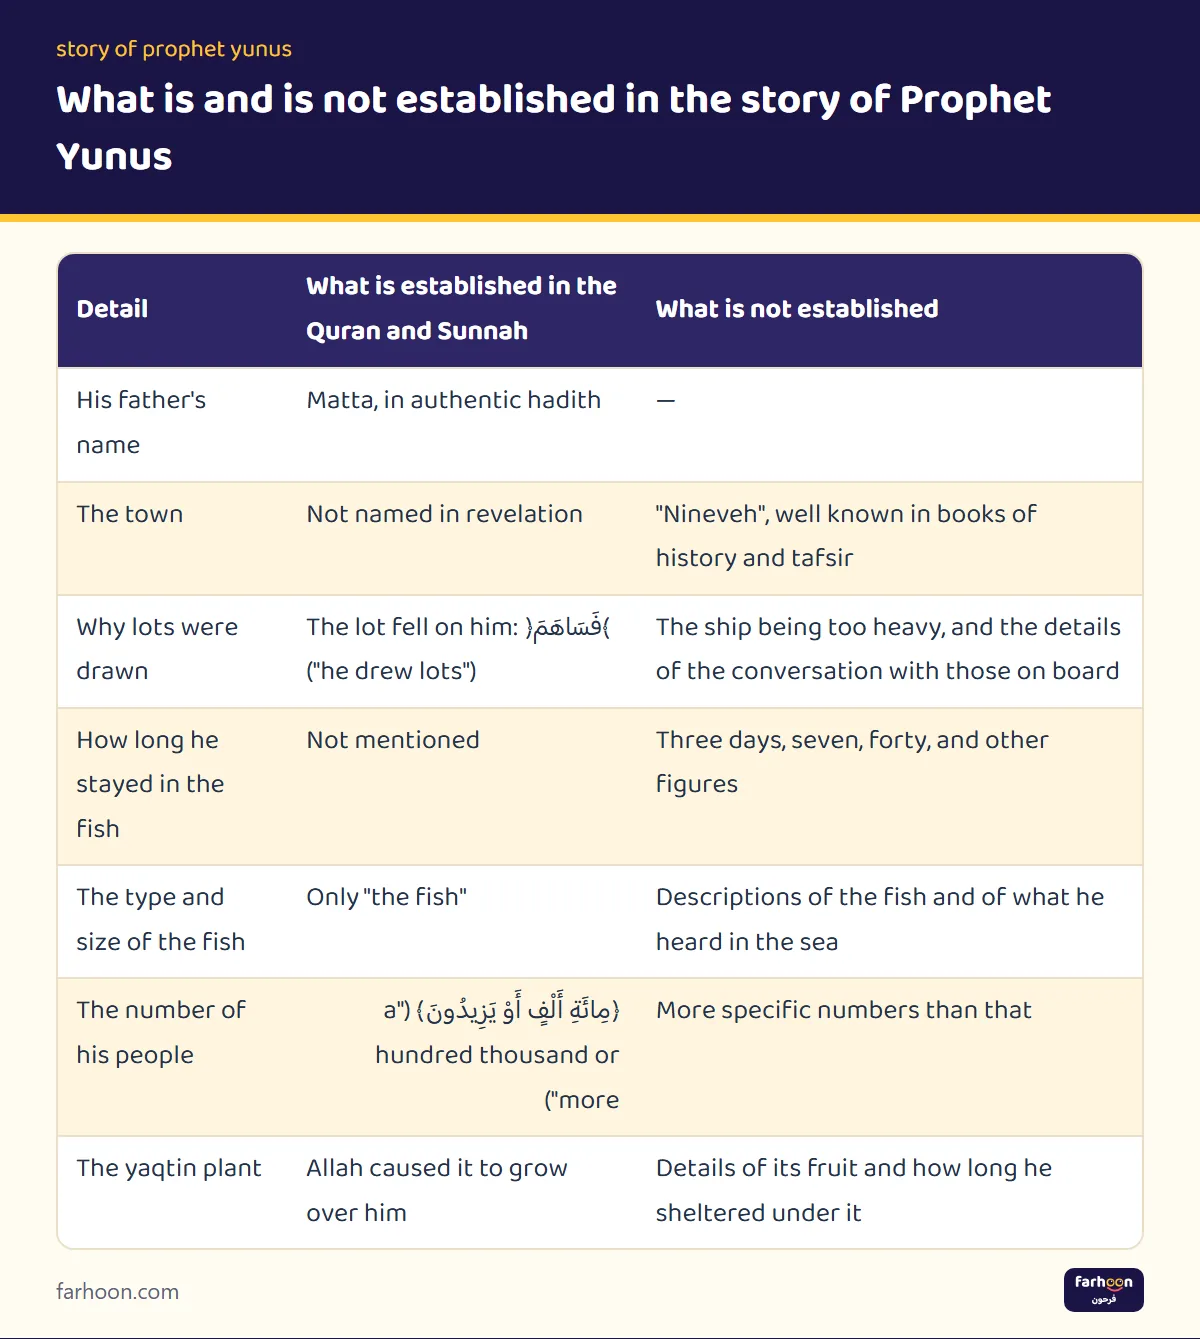 story of prophet yunus
What is and is not established in the story of Prophet
Yunus
Detail
What is established in the
Quran and Sunnah
What is not established
His father's
name
Matta, in authentic hadith
—
The town
Not named in revelation
"Nineveh", well known in books of
history and tafsir
Why lots were
drawn
The lot fell on him: ﴿فَسَاهَمَ﴾
("he drew lots")
The ship being too heavy, and the details
of the conversation with those on board
How long he
stayed in the
fish
Not mentioned
Three days, seven, forty, and other
figures
The type and
size of the fish
Only "the fish"
Descriptions of the fish and of what he
heard in the sea
The number of
his people
﴿مِائَةِ أَلْفٍ أَوْ يَزِيدُونَ﴾ ("a
hundred thousand or
more")
More specific numbers than that
The yaqtin plant
Allah caused it to grow
over him
Details of its fruit and how long he
sheltered under it
farhoon.com
farhoon
فرحون